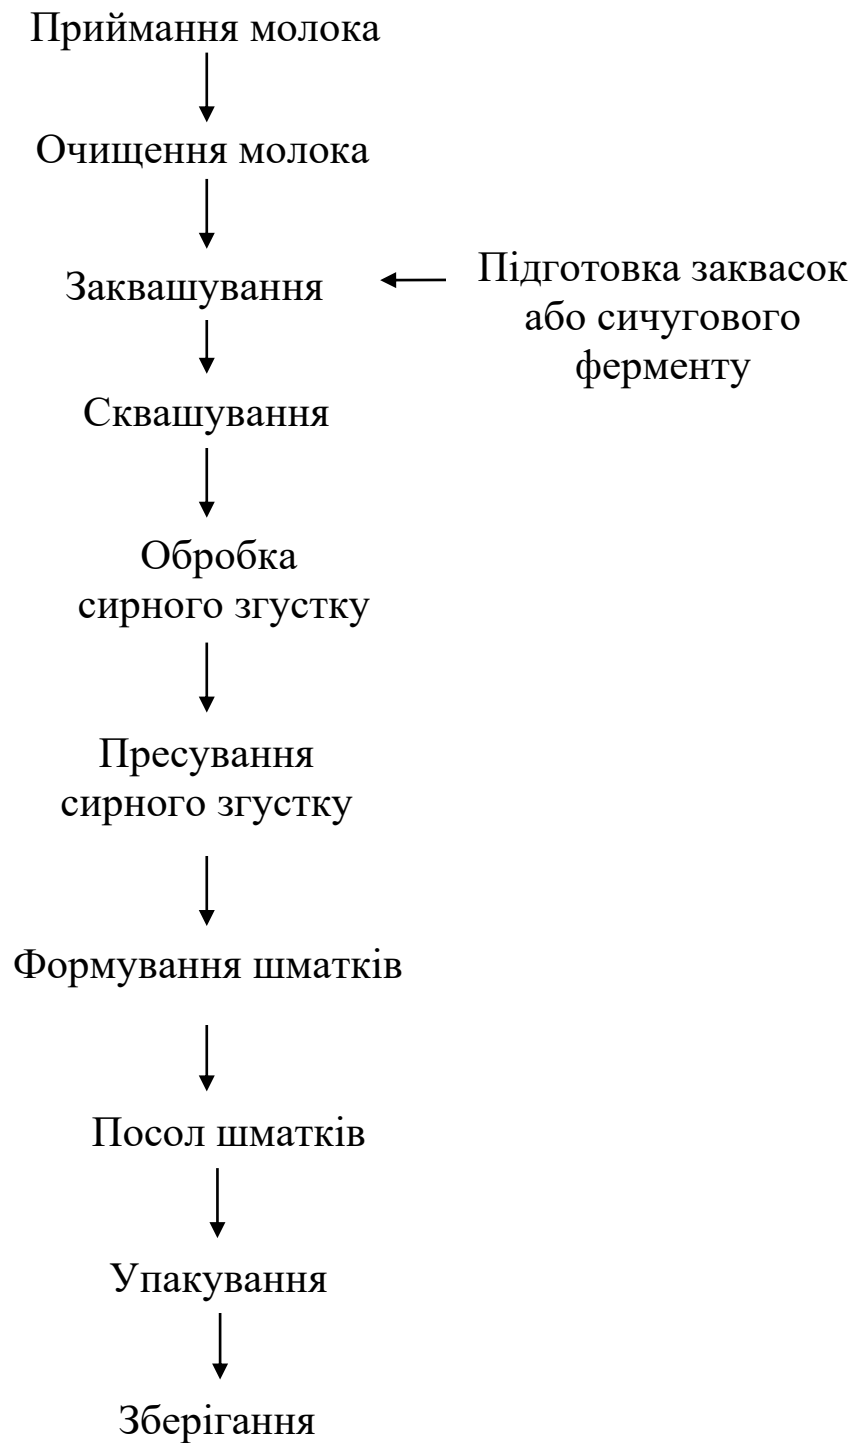 Приймання молока
Очищення молока
Заквашування
Підготовка заквасок
або сичугового
ферменту
Сквашування
Обробка
сирного згустку
Пресування
сирного згустку
Формування шматків
Посол шматків
Упакування
Зберігання